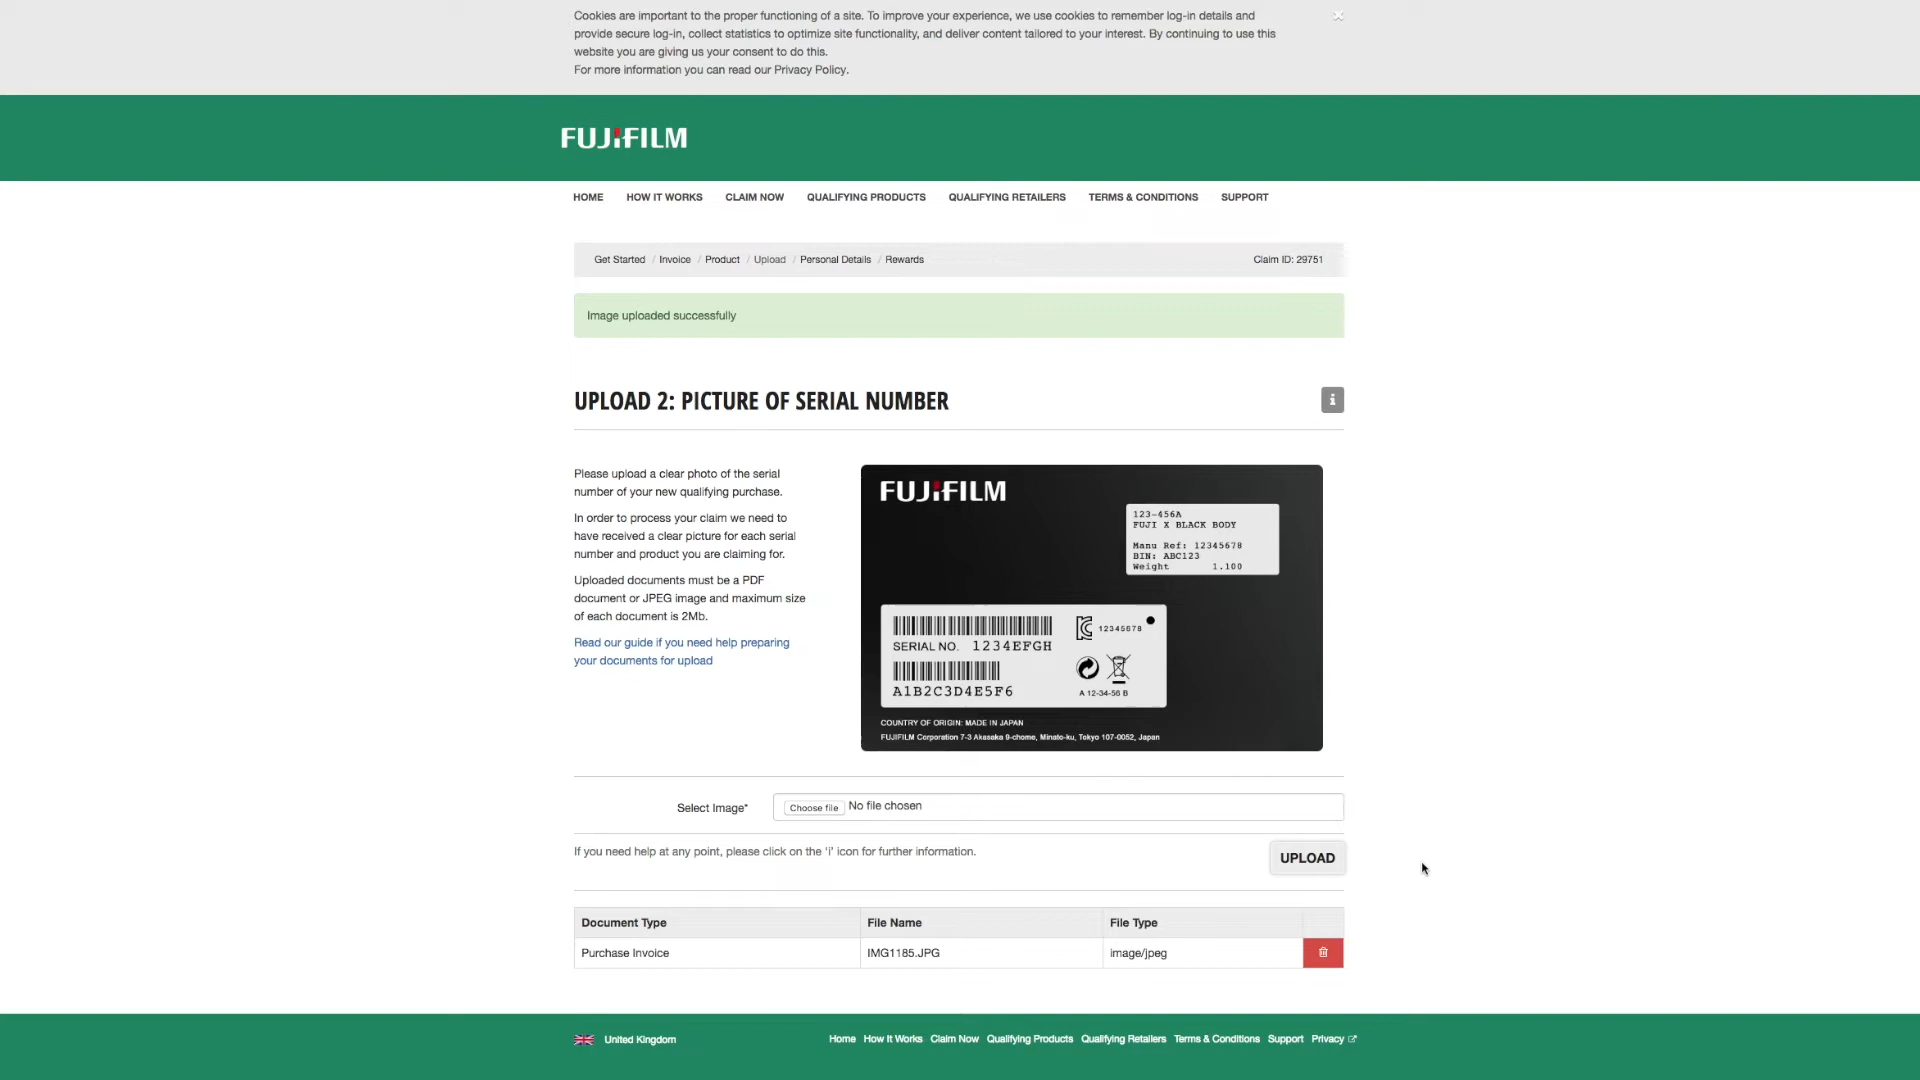 Cookies are important to the proper functioning of a site. To improve your experience, we use cookies to remember log-in details and
provide secure log-in, collect statistics to optimize site functionality, and deliver content tailored to your interest. By continuing to use this
website you are giving us your consent to do this.
For more information you can read our Privacy Policy.
FUJIFILM
HOME HOW IT WORKS CLAIM NOW QUALIFYING PRODUCTS QUALIFYING RETAILERS TERMS & CONDITIONS SUPPORT
Get Started / Invoice / Product / Upload / Personal Details / Rewards Claim ID: 29751
Image uploaded successfully
UPLOAD 2: PICTURE OF SERIAL NUMBER
Please upload a clear photo of the serial
number of your new qualifying purchase.
In order to process your claim we need to
have received a clear picture for each serial
number and product you are claiming for.
Uploaded documents must be a PDF
document or JPEG image and maximum size
of each document is 2Mb.
Read our guide if you need help preparing
your documents for upload
FUJIFILM
123-456A
FUJI X BLACK BODY
Manu Ref: 12345678
BIN: ABC123
Weight 1.100
SERIAL NO. 1234EFGH
12345678
A1B2C3D4E5F6
A 12-34-56 B
COUNTRY OF ORIGIN: MADE IN JAPAN
FUJIFILM Corporation 7-3 Akasaka 9-chome, Minato-ku, Tokyo 107-0052, Japan
Select Image* Choose file No file chosen
If you need help at any point, please click on the 'i' icon for further information.
UPLOAD
Document Type File Name File Type
Purchase Invoice IMG1185.JPG image/jpeg
United Kingdom
Home How It Works Claim Now Qualifying Products Qualifying Retailers Terms & Conditions Support Privacy